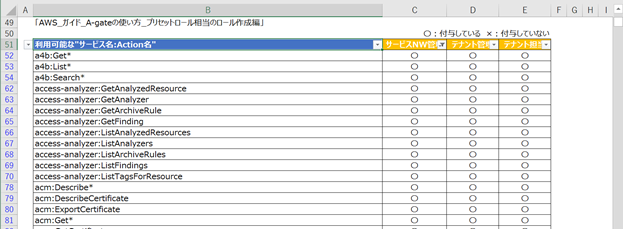 A B C D E F G H I
49 「AWS_ガイド_A-gateの使い方_プリセットロール相当のロール作成編」
50 〇；付与している ×；付与していない
51 利用可能な"サービス名:Action名" サービスNW管 テナント管理 テナント担当
52 a4b:Get* 〇 〇 〇
53 a4b:List* 〇 〇 〇
54 a4b:Search* 〇 〇 〇
62 access-analyzer:GetAnalyzedResource 〇 〇 〇
63 access-analyzer:GetAnalyzer 〇 〇 〇
64 access-analyzer:GetArchiveRule 〇 〇 〇
65 access-analyzer:GetFinding 〇 〇 〇
66 access-analyzer:ListAnalyzedResources 〇 〇 〇
67 access-analyzer:ListAnalyzers 〇 〇 〇
68 access-analyzer:ListArchiveRules 〇 〇 〇
69 access-analyzer:ListFindings 〇 〇 〇
70 access-analyzer:ListTagsForResource 〇 〇 〇
78 acm:Describe* 〇 〇 〇
79 acm:DescribeCertificate 〇 〇 〇
80 acm:ExportCertificate 〇 〇 〇
81 acm:Get* 〇 〇 〇